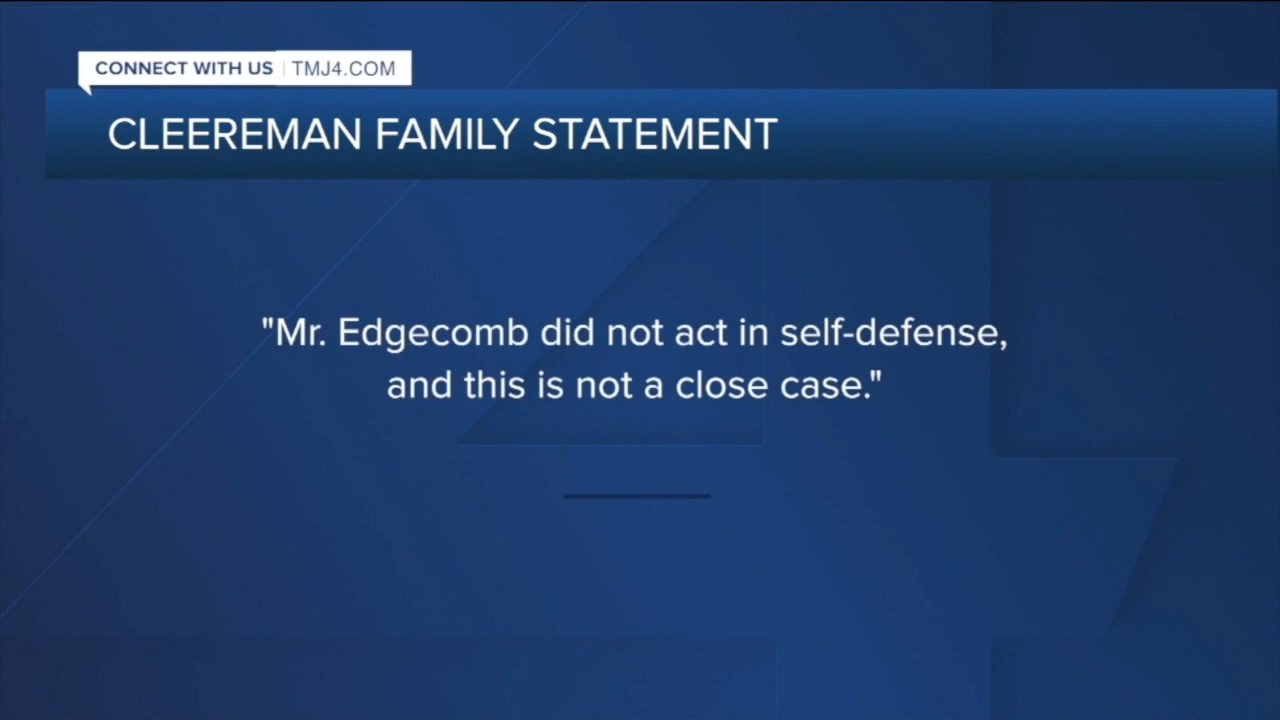 CONNECT WITH US | TMJ4.COM
CLEEREMAN FAMILY STATEMENT
"Mr. Edgecomb did not act in self-defense,
and this is not a close case."